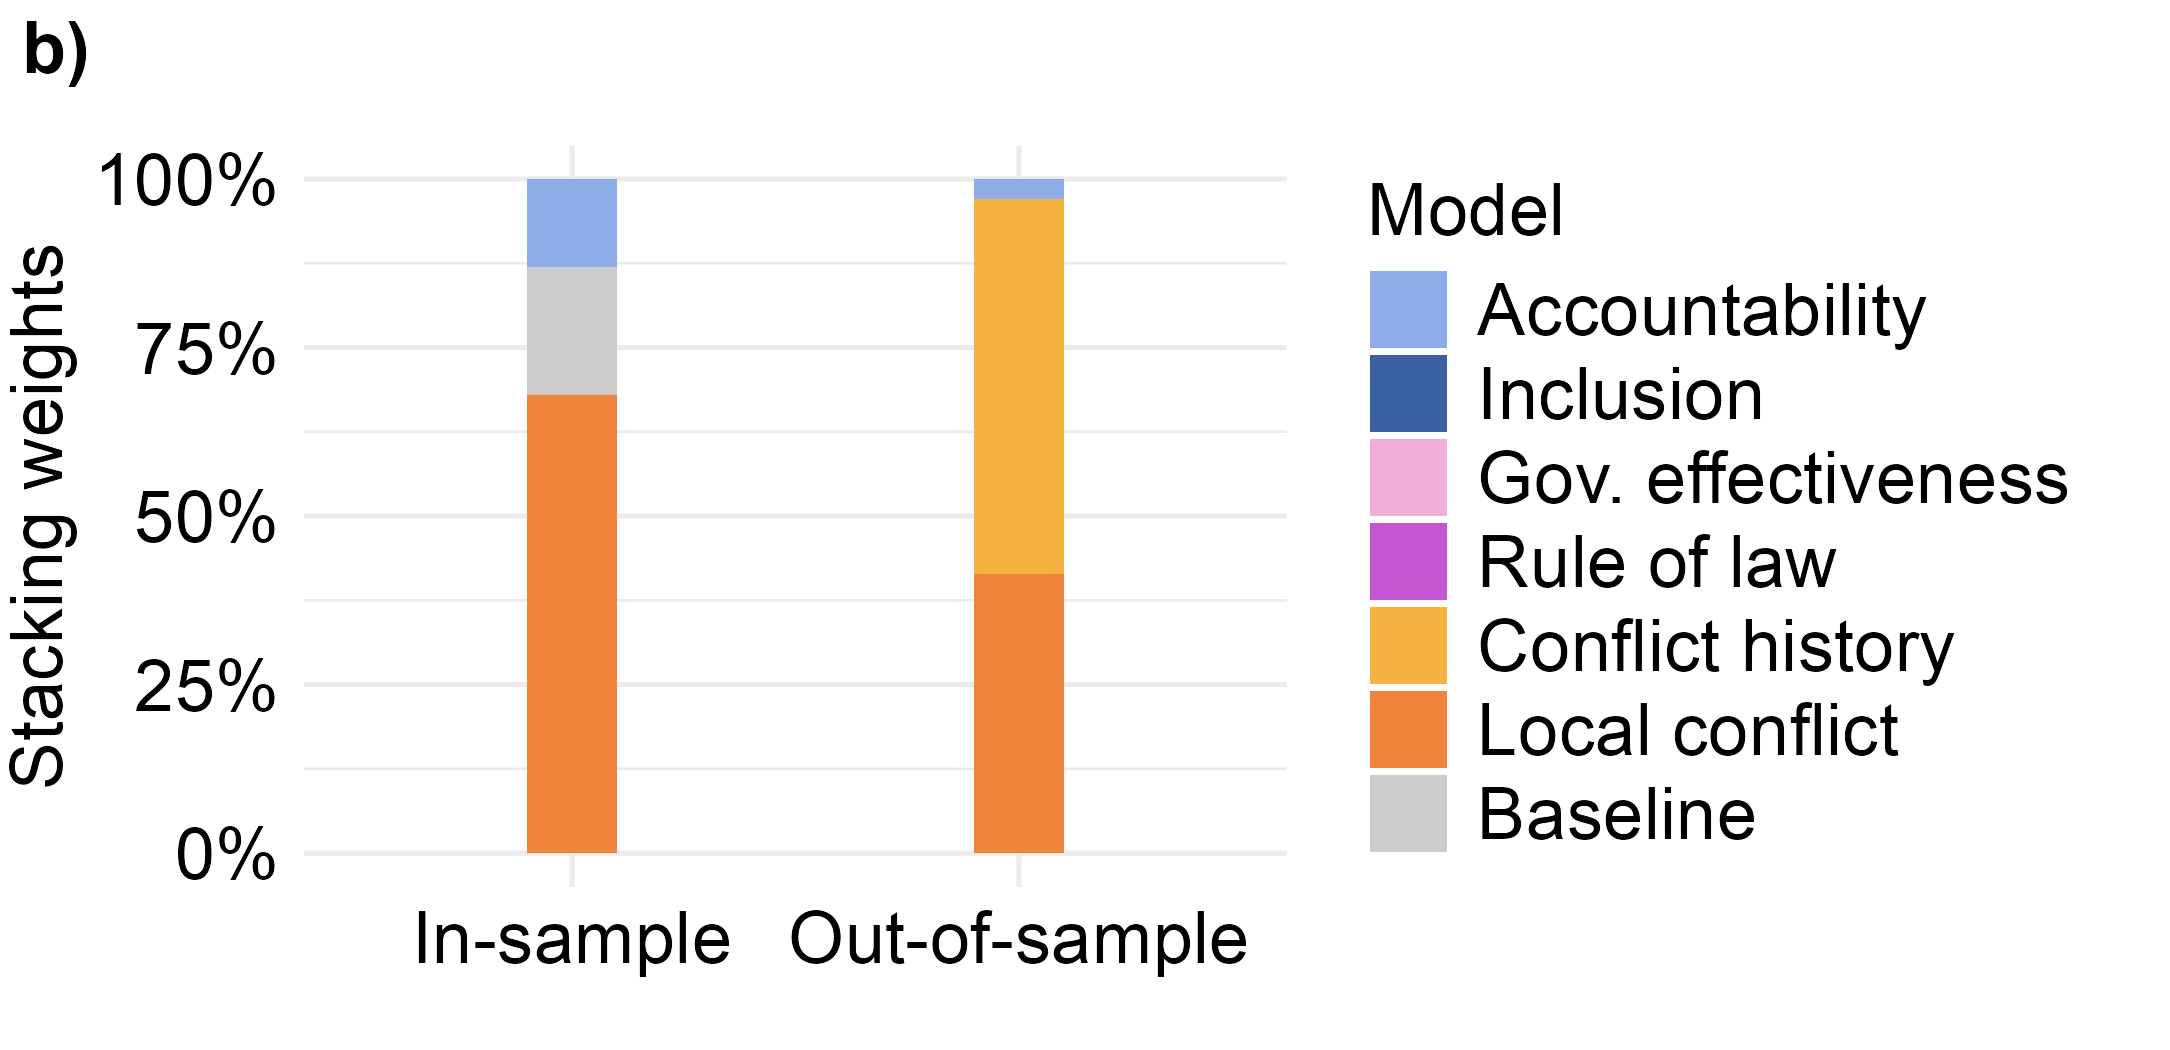 b)
Stacking weights
100%
75%
50%
25%
0%
In-sample
Out-of-sample
Model
Accountability
Inclusion
Gov. effectiveness
Rule of law
Conflict history
Local conflict
Baseline